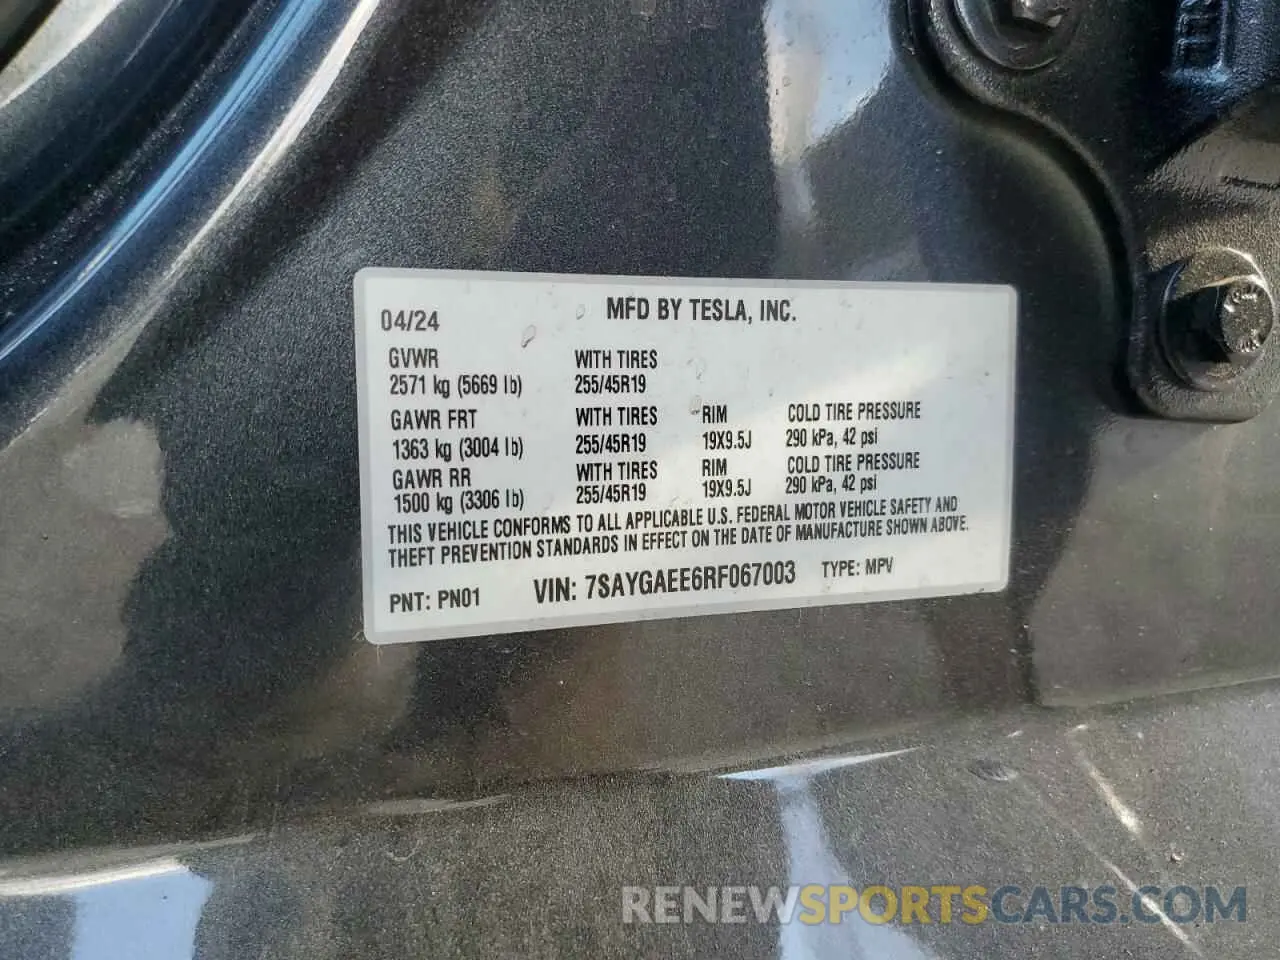 MFD BY TESLA, INC.
04/24
GVWR WITH TIRES
2571 kg (5669 lb) 255/45R19
GAWR FRT WITH TIRES RIM COLD TIRE PRESSURE
1363 kg (3004 lb) 255/45R19 19X9.5J 290 kPa, 42 psi
GAWR RR WITH TIRES RIM COLD TIRE PRESSURE
1500 kg (3306 lb) 255/45R19 19X9.5J 290 kPa, 42 psi
THIS VEHICLE CONFORMS TO ALL APPLICABLE U.S. FEDERAL MOTOR VEHICLE SAFETY AND
THEFT PREVENTION STANDARDS IN EFFECT ON THE DATE OF MANUFACTURE SHOWN ABOVE.
PNT: PN01 VIN: 7SAYGAEE6RF067003 TYPE: MPV
RENEWSPORTSCARS.COM